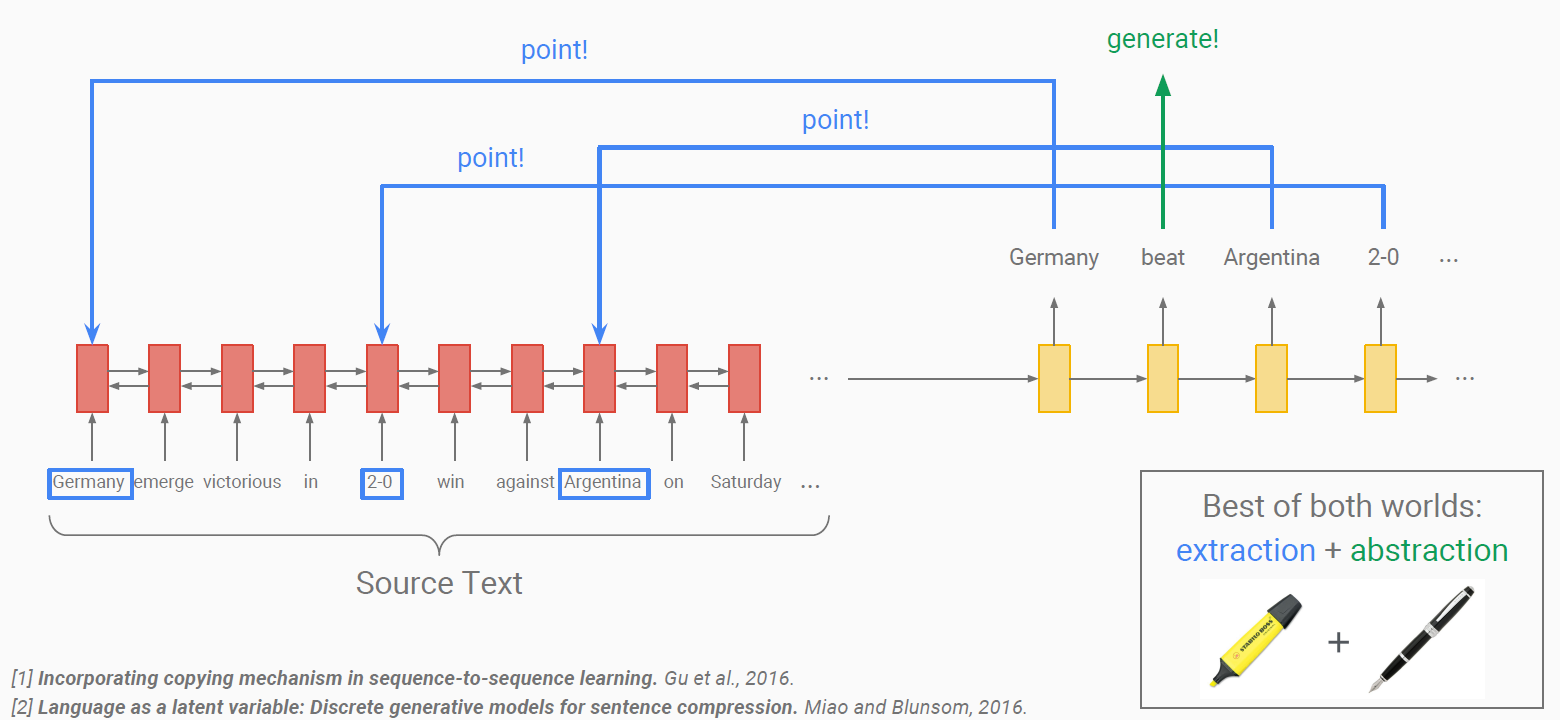 point!
generate!
point!
point!
Germany beat Argentina 2-0 ...
... ...
Germany emerge victorious in 2-0 win against Argentina on Saturday ...
Source Text
Best of both worlds:
extraction + abstraction
STABILO BOSS
+
[1] Incorporating copying mechanism in sequence-to-sequence learning. Gu et al., 2016.
[2] Language as a latent variable: Discrete generative models for sentence compression. Miao and Blunsom, 2016.